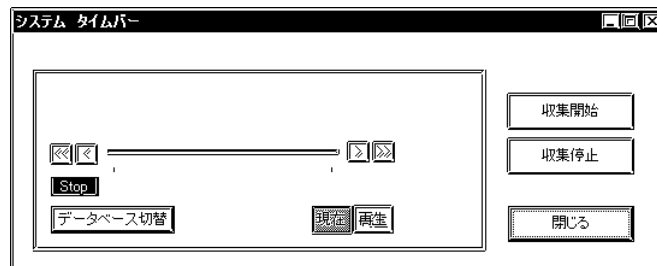 システム タイムバー
収集開始
収集停止
Stop
データベース切替
現在
再生
閉じる